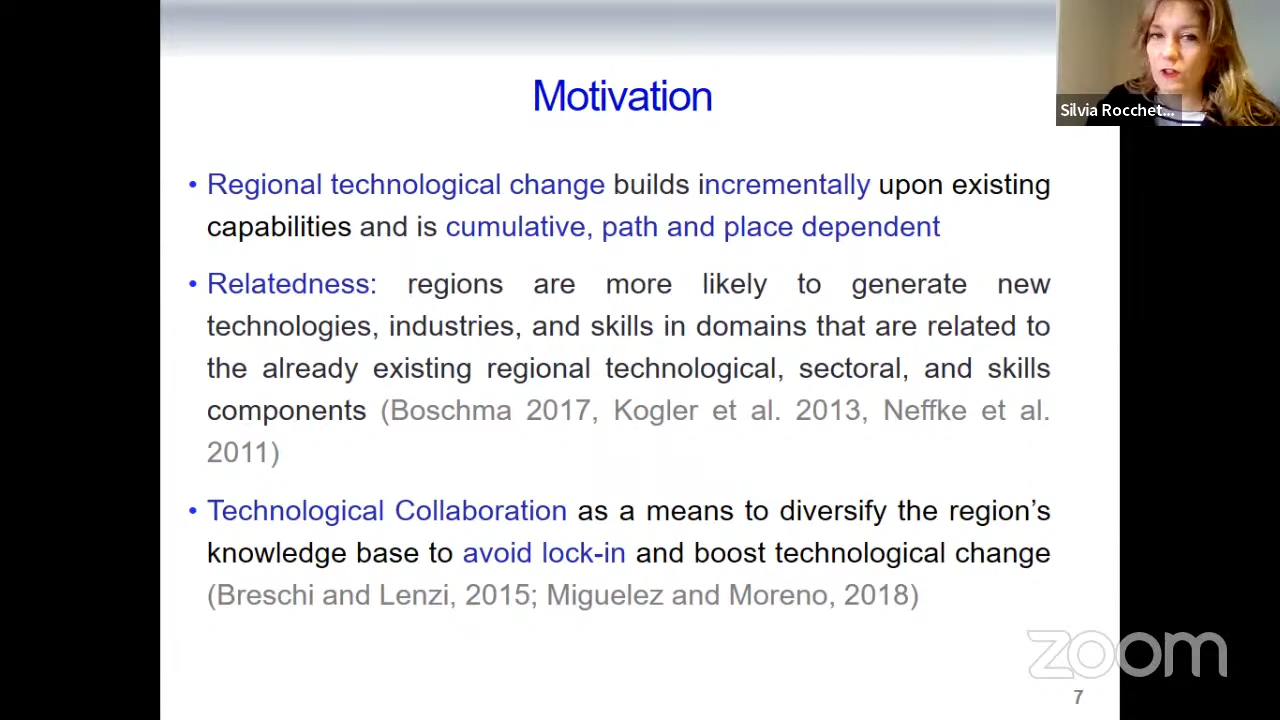 Motivation
Silvia Rocchet...
• Regional technological change builds incrementally upon existing
capabilities and is cumulative, path and place dependent
• Relatedness: regions are more likely to generate new
technologies, industries, and skills in domains that are related to
the already existing regional technological, sectoral, and skills
components (Boschma 2017, Kogler et al. 2013, Neffke et al.
2011)
• Technological Collaboration as a means to diversify the region's
knowledge base to avoid lock-in and boost technological change
(Breschi and Lenzi, 2015; Miguelez and Moreno, 2018)
zoom
7